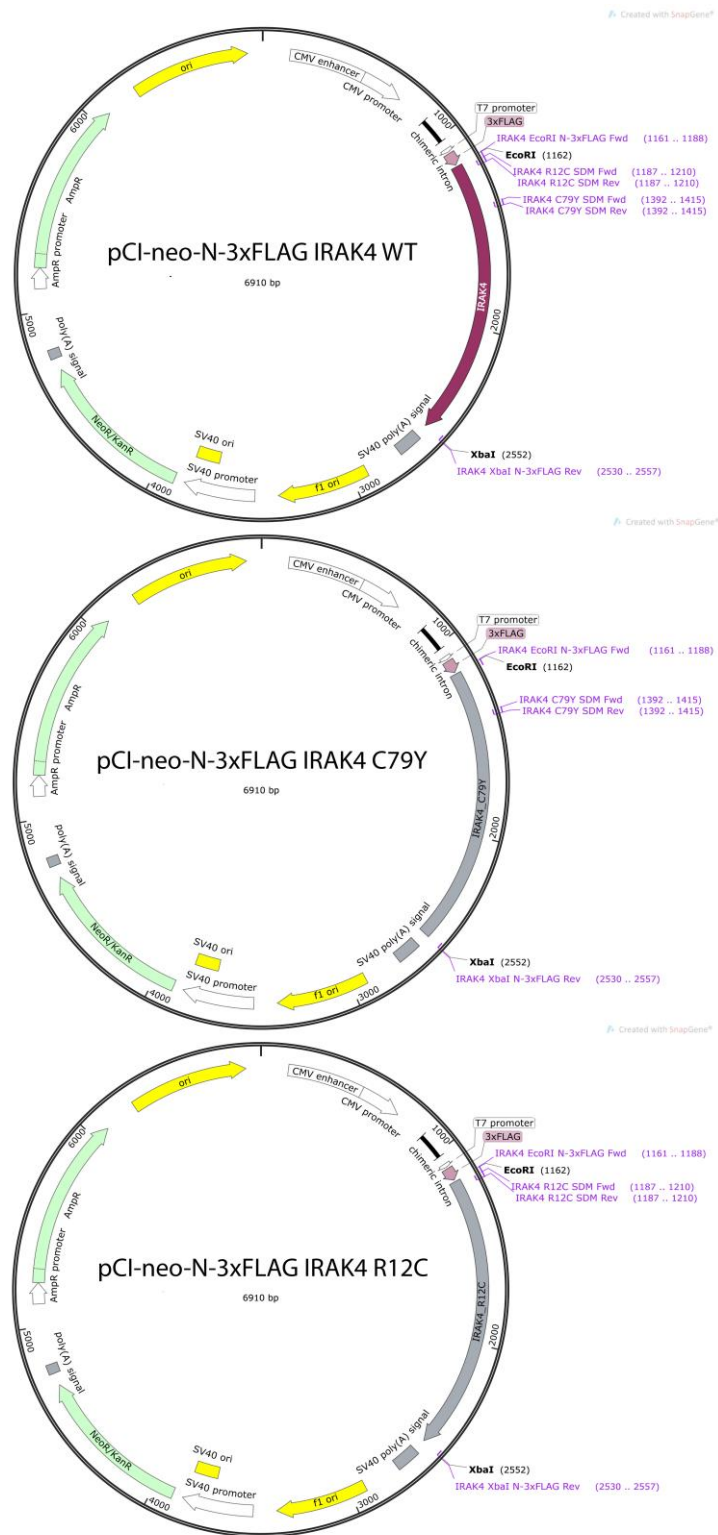 Created with SnapGene®
ori
CMV enhancer
CMV promoter
1000
chimeric intron
T7 promoter
3xFLAG
IRAK4 EcoRI N-3xFLAG Fwd (1161 .. 1188)
EcoRI (1162)
IRAK4 R12C SDM Fwd (1187 .. 1210)
IRAK4 R12C SDM Rev (1187 .. 1210)
IRAK4 C79Y SDM Fwd (1392 .. 1415)
IRAK4 C79Y SDM Rev (1392 .. 1415)
6000
AmpR
AmpR promoter
pCI-neo-N-3xFLAG IRAK4 WT
6910 bp
IRAK4
2000
5000
poly(A) signal
NeoR/KanR
SV40 ori
SV40 promoter
SV40 poly(A) signal
XbaI (2552)
IRAK4 XbaI N-3xFLAG Rev (2530 .. 2557)
4000
f1 ori
3000
Created with SnapGene®
ori
CMV enhancer
CMV promoter
1000
chimeric intron
T7 promoter
3xFLAG
IRAK4 EcoRI N-3xFLAG Fwd (1161 .. 1188)
EcoRI (1162)
IRAK4 C79Y SDM Fwd (1392 .. 1415)
IRAK4 C79Y SDM Rev (1392 .. 1415)
6000
AmpR
AmpR promoter
pCI-neo-N-3xFLAG IRAK4 C79Y
6910 bp
IRAK4_C79Y
2000
5000
poly(A) signal
NeoR/KanR
SV40 ori
SV40 promoter
SV40 poly(A) signal
XbaI (2552)
IRAK4 XbaI N-3xFLAG Rev (2530 .. 2557)
4000
f1 ori
3000
Created with SnapGene®
ori
CMV enhancer
CMV promoter
1000
chimeric intron
T7 promoter
3xFLAG
IRAK4 EcoRI N-3xFLAG Fwd (1161 .. 1188)
EcoRI (1162)
IRAK4 R12C SDM Fwd (1187 .. 1210)
IRAK4 R12C SDM Rev (1187 .. 1210)
6000
AmpR
AmpR promoter
pCI-neo-N-3xFLAG IRAK4 R12C
6910 bp
IRAK4_R12C
2000
5000
poly(A) signal
NeoR/KanR
SV40 ori
SV40 promoter
SV40 poly(A) signal
XbaI (2552)
IRAK4 XbaI N-3xFLAG Rev (2530 .. 2557)
4000
f1 ori
3000